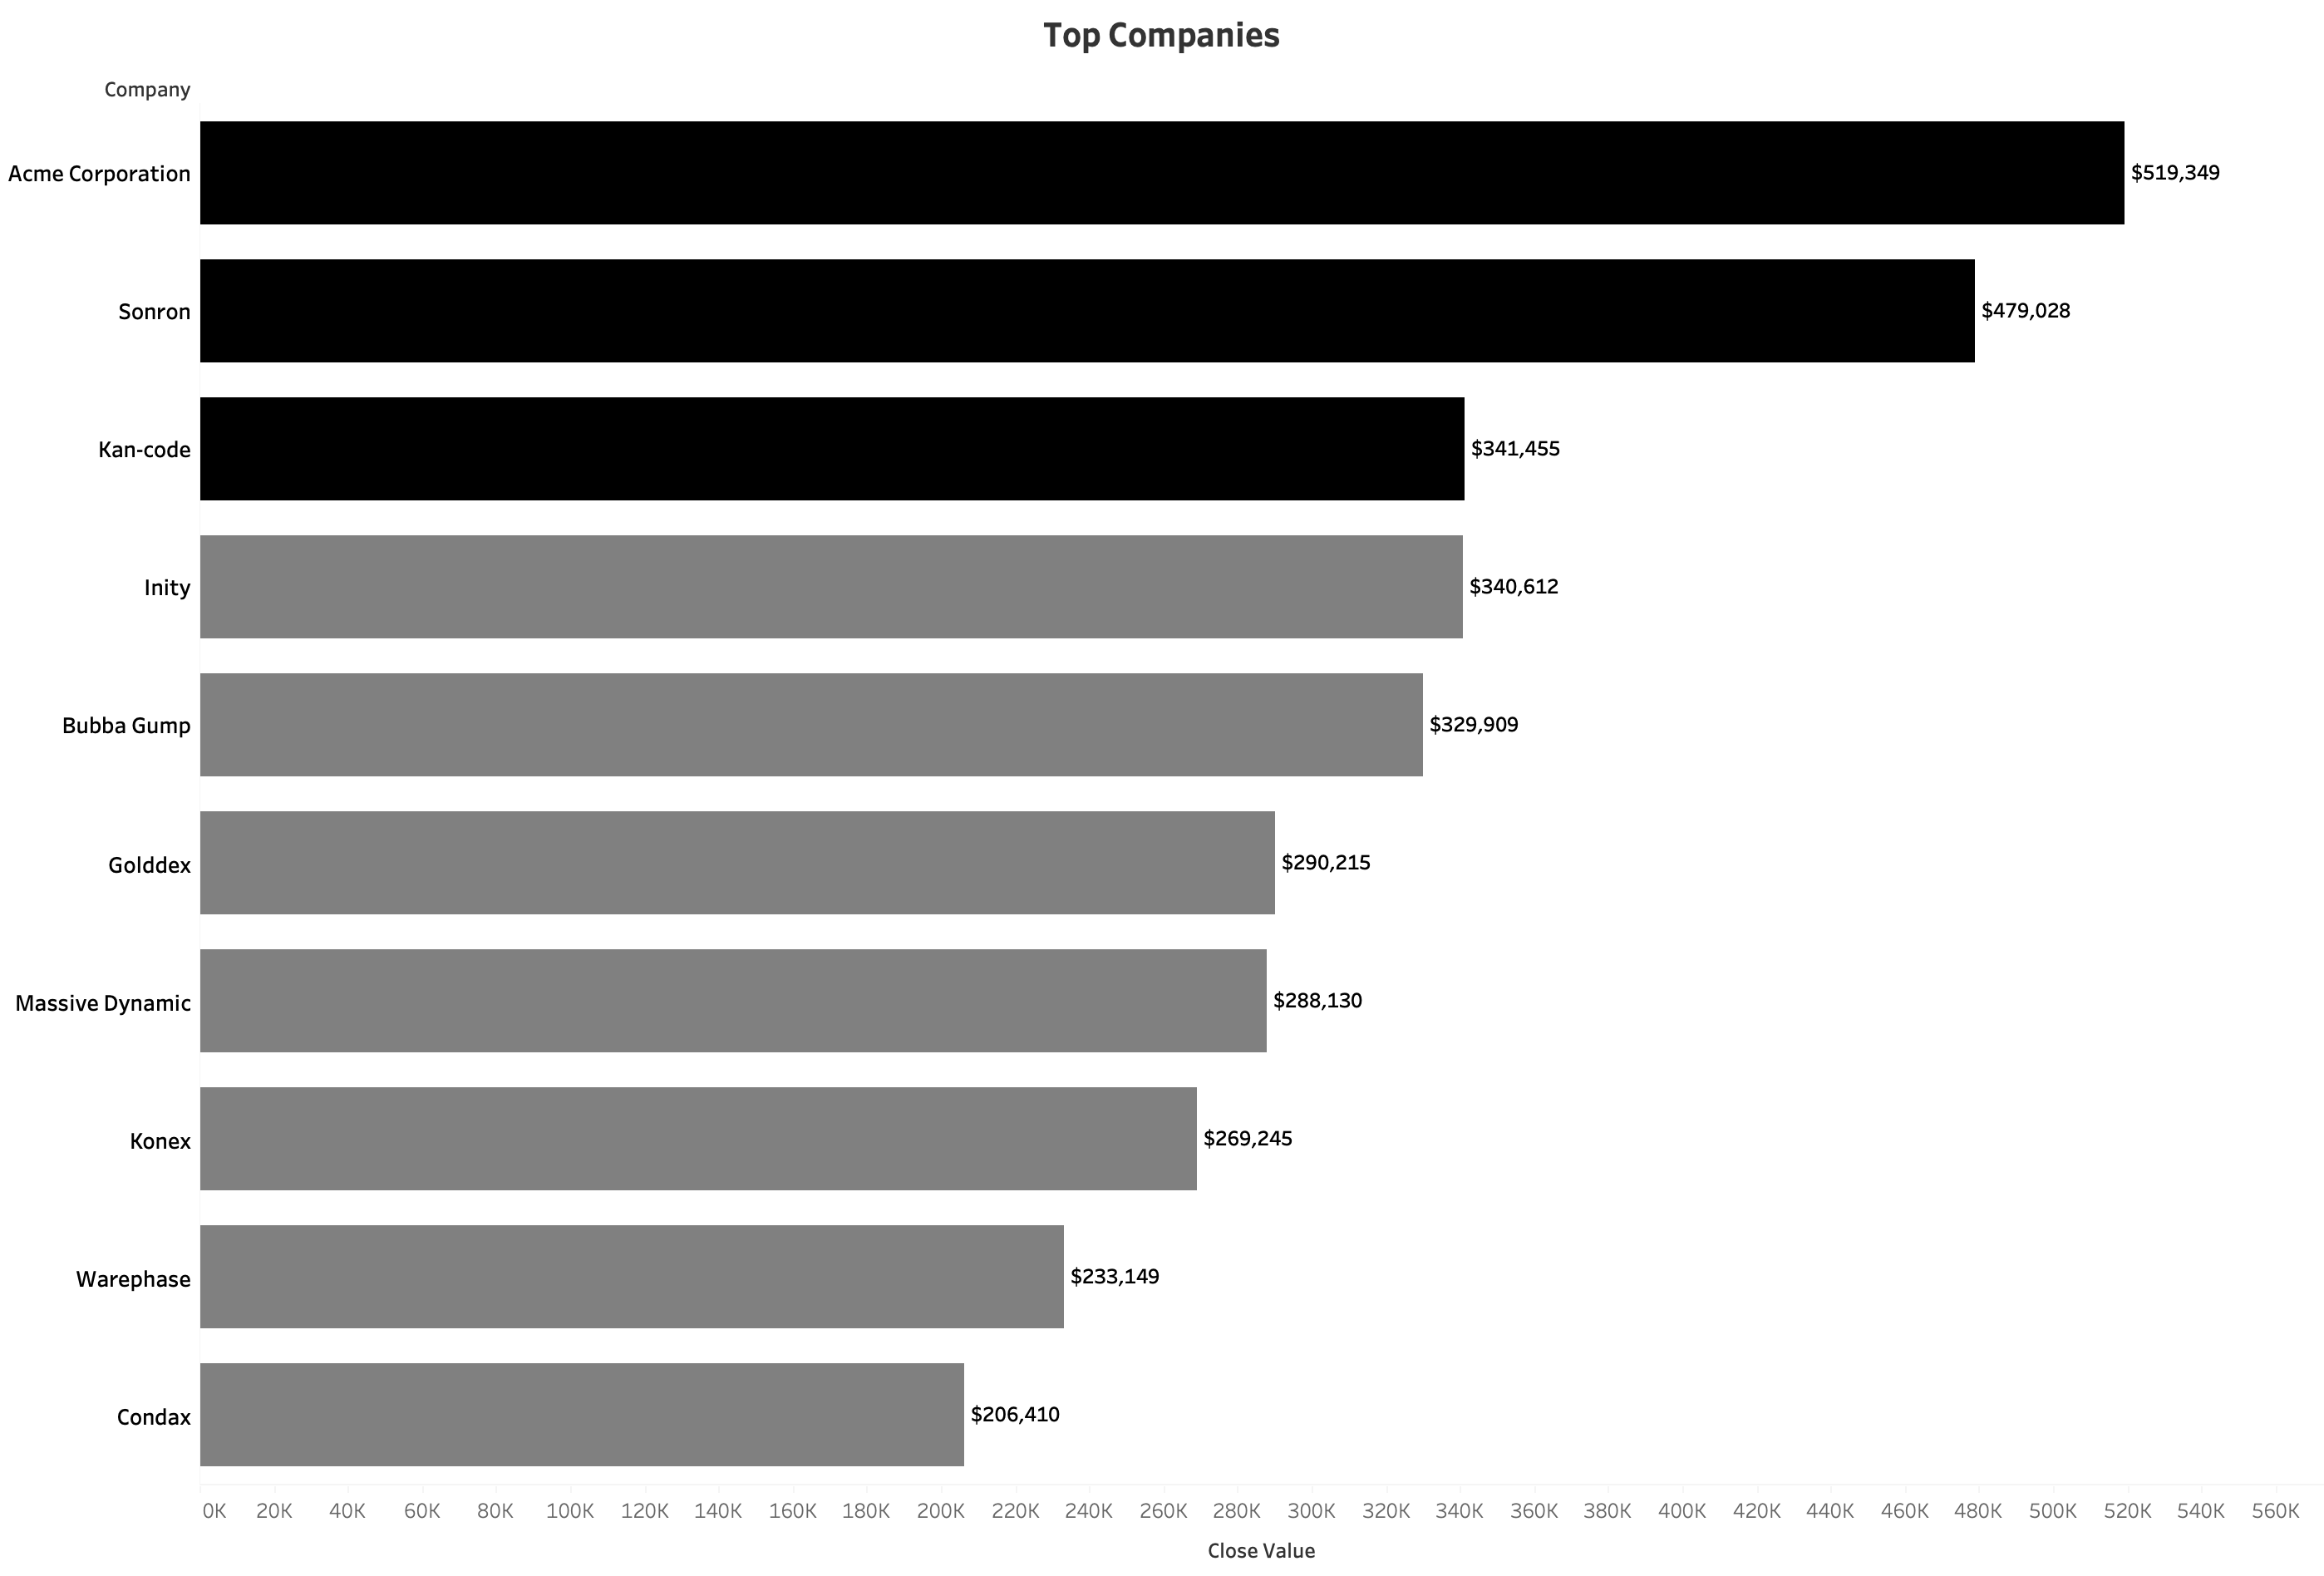 Top Companies
Company
Acme Corporation $519,349
Sonron $479,028
Kan-code $341,455
Inity $340,612
Bubba Gump $329,909
Golddex $290,215
Massive Dynamic $288,130
Konex $269,245
Warephase $233,149
Condax $206,410
0K 20K 40K 60K 80K 100K 120K 140K 160K 180K 200K 220K 240K 260K 280K 300K 320K 340K 360K 380K 400K 420K 440K 460K 480K 500K 520K 540K 560K
Close Value